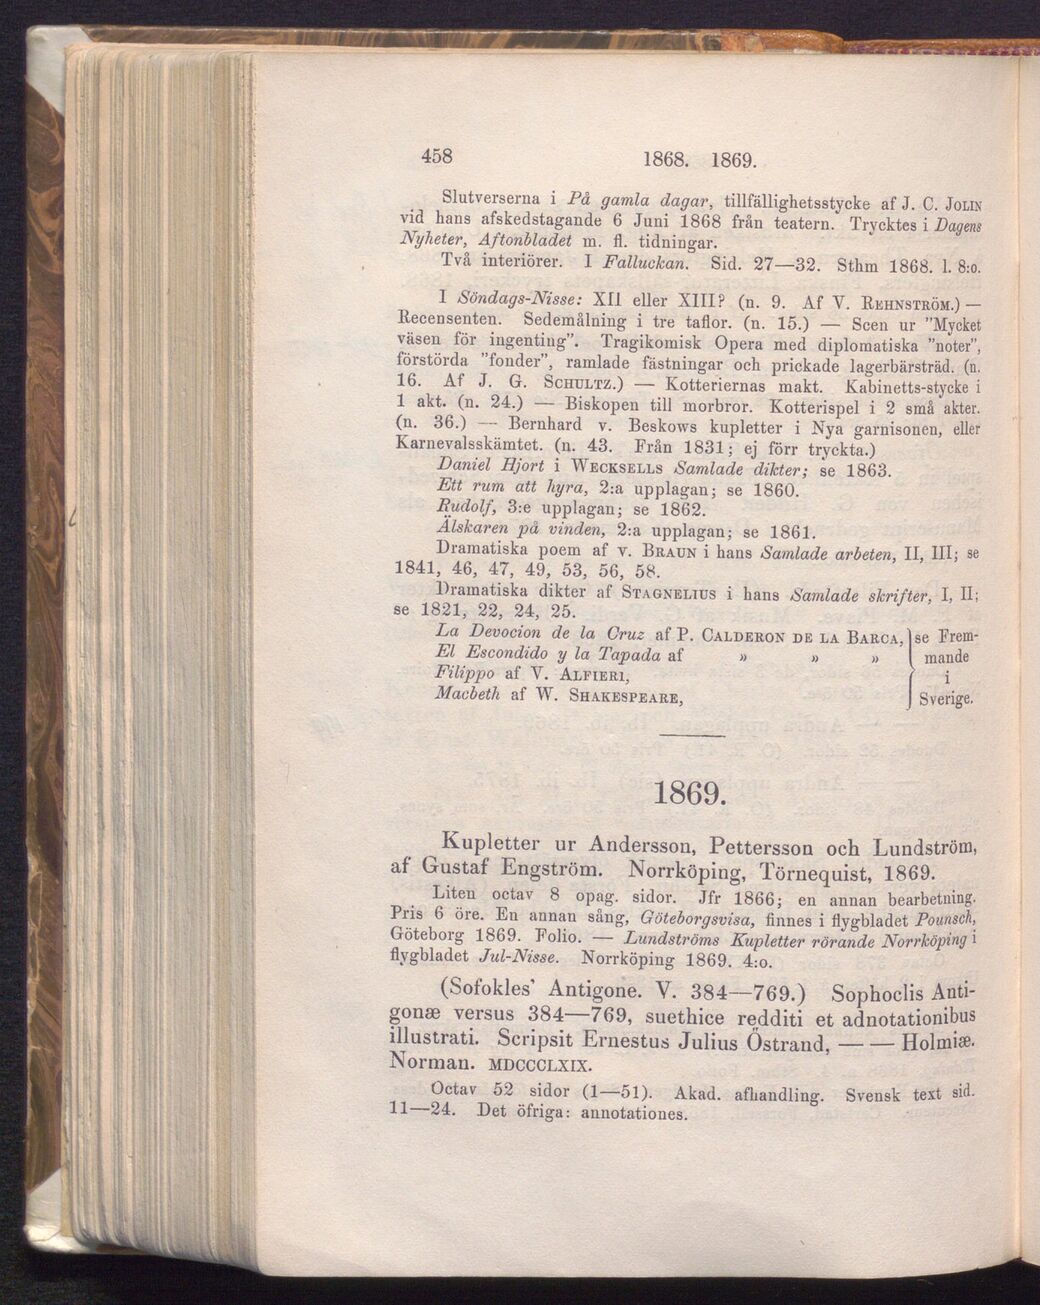 458 1868. 1869.
Slutverserna i På gamla dagar, tillfällighetsstycke af J. C. Jolin
vid hans afskedstagande 6 Juni 1868 från teatern. Trycktes i Dagens
Nyheter, Aftonbladet m. fl. tidningar.
Två interiörer. I Falluckan. Sid. 27—32. Sthm 1868. l. 8:o.
I Söndags-Nisse: XII eller XIII? (n. 9. Af V. Rehnström.) —
Recensenten. Sedemålning i tre taflor. (n. 15.) — Scen ur "Mycket
väsen för ingenting". Tragikomisk Opera med diplomatiska "noter",
förstörda "fonder", ramlade fästningar och prickade lagerbärsträd. (n.
16. Af J. G. Schultz.) — Kotteriernas makt. Kabinetts-stycke i
1 akt. (n. 24.) — Biskopen till morbror. Kotterispel i 2 små akter.
(n. 36.) — Bernhard v. Beskows kupletter i Nya garnisonen, eller
Karnevalsskämtet. (n. 43. Från 1831; ej förr tryckta.)
Daniel Hjort i Wecksells Samlade dikter; se 1863.
Ett rum att hyra, 2:a upplagan; se 1860.
Rudolf, 3:e upplagan; se 1862.
Älskaren på vinden, 2:a upplagan; se 1861.
Dramatiska poem af v. Braun i hans Samlade arbeten, II, III; se
1841, 46, 47, 49, 53, 56, 58.
Dramatiska dikter af Stagnelius i hans Samlade skrifter, I, II;
se 1821, 22, 24, 25.
La Devocion de la Cruz af P. Calderon de la Barca, se Frem-
El Escondido y la Tapada af » » » mande
Filippo af V. Alfieri, i
Macbeth af W. Shakespeare, Sverige.
1869.
Kupletter ur Andersson, Pettersson och Lundström,
af Gustaf Engström. Norrköping, Törnequist, 1869.
Liten octav 8 opag. sidor. Jfr 1866; en annan bearbetning.
Pris 6 öre. En annan sång, Göteborgsvisa, finnes i flygbladet Pounsch,
Göteborg 1869. Folio. — Lundströms Kupletter rörande Norrköping i
flygbladet Jul-Nisse. Norrköping 1869. 4:o.
(Sofokles' Antigone. V. 384—769.) Sophoclis Anti-
gonæ versus 384—769, suethice redditi et adnotationibus
illustrati. Scripsit Ernestus Julius Östrand, — — Holmiæ.
Norman. MDCCCLXIX.
Octav 52 sidor (1—51). Akad. afhandling. Svensk text sid.
11—24. Det öfriga: annotationes.